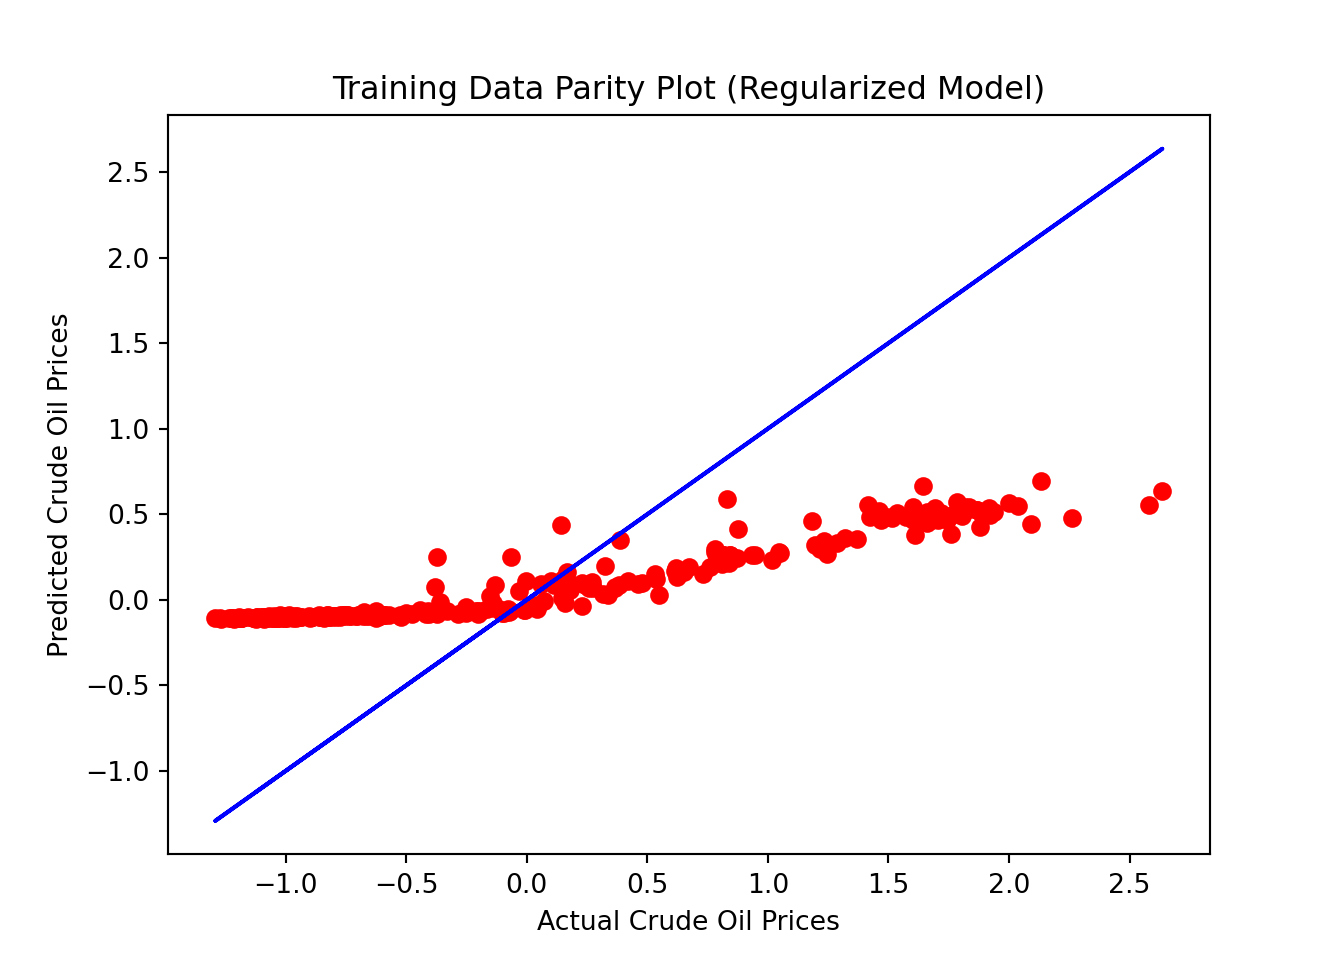 Training Data Parity Plot (Regularized Model)
Predicted Crude Oil Prices
2.5
2.0
1.5
1.0
0.5
0.0
−0.5
−1.0
−1.0 −0.5 0.0 0.5 1.0 1.5 2.0 2.5
Actual Crude Oil Prices